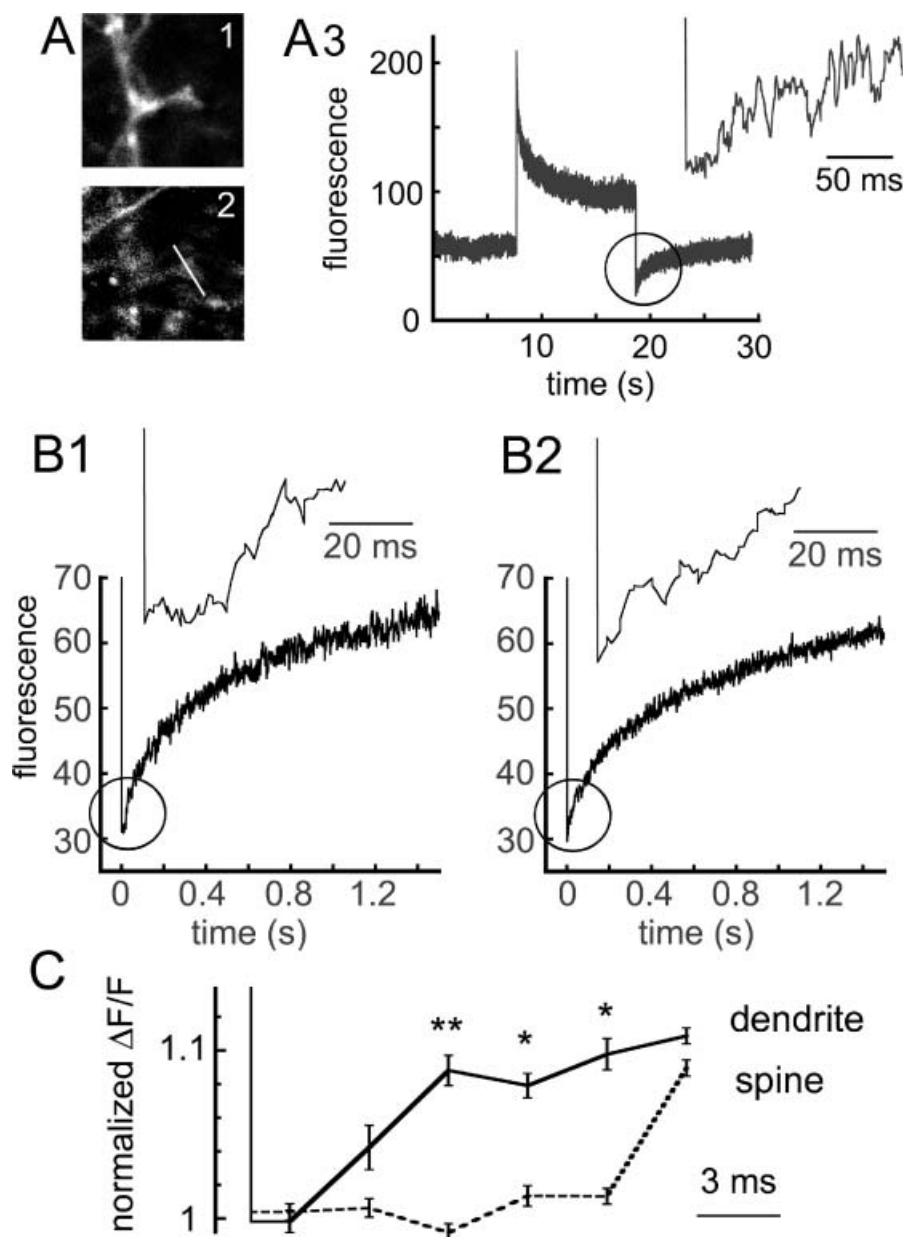 A
1
2
A3
fluorescence
200
100
0
10
20
30
time (s)
50 ms
B1
20 ms
fluorescence
70
60
50
40
30
0
0.4
0.8
1.2
time (s)
B2
20 ms
70
60
50
40
30
0
0.4
0.8
1.2
time (s)
C
normalized ΔF/F
1.1
1
**
*
*
dendrite
spine
3 ms